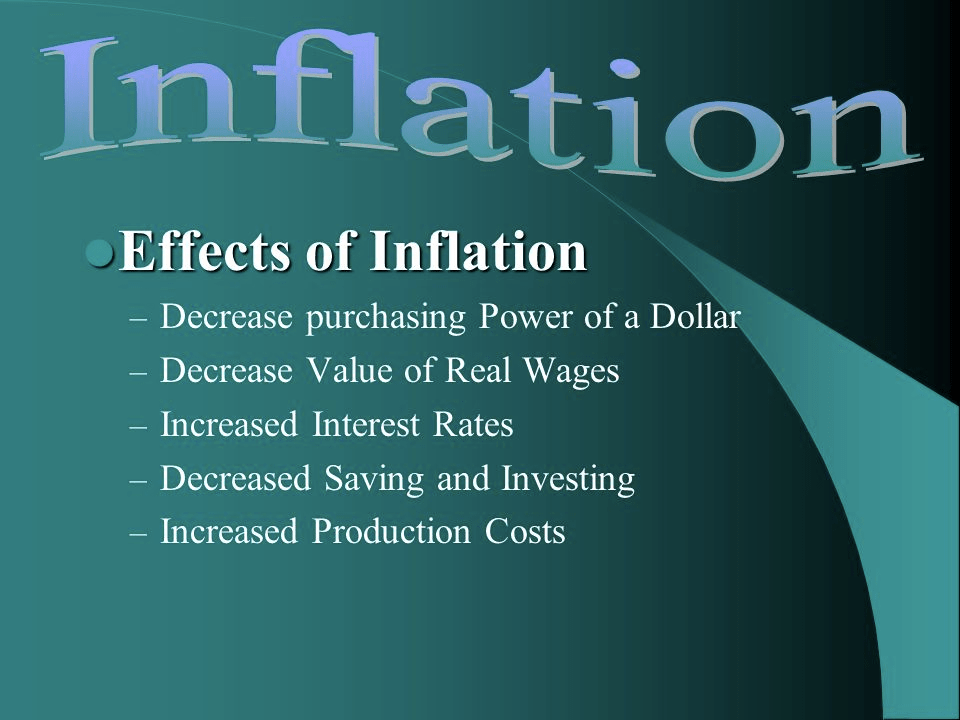 Inflation
Effects of Inflation
– Decrease purchasing Power of a Dollar
– Decrease Value of Real Wages
– Increased Interest Rates
– Decreased Saving and Investing
– Increased Production Costs